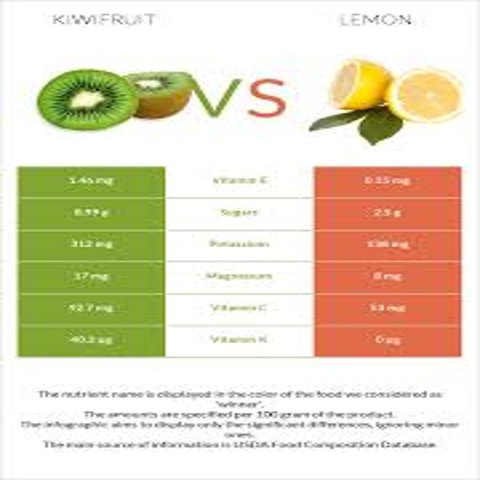 KIWIFRUIT LEMON
VS
1.46 mg Vitamin E 0.15 mg
8.99 g Sugars 2.5 g
312 mg Potassium 138 mg
17 mg Magnesium 8 mg
92.7 mg Vitamin C 53 mg
40.3 µg Vitamin K 0 µg
The nutrient name is displayed in the color of the food we considered as
'winner'.
The amounts are specified per 100 gram of the product.
The infographic aims to display only the significant differences, ignoring minor
ones.
The main source of information is USDA Food Composition Database.